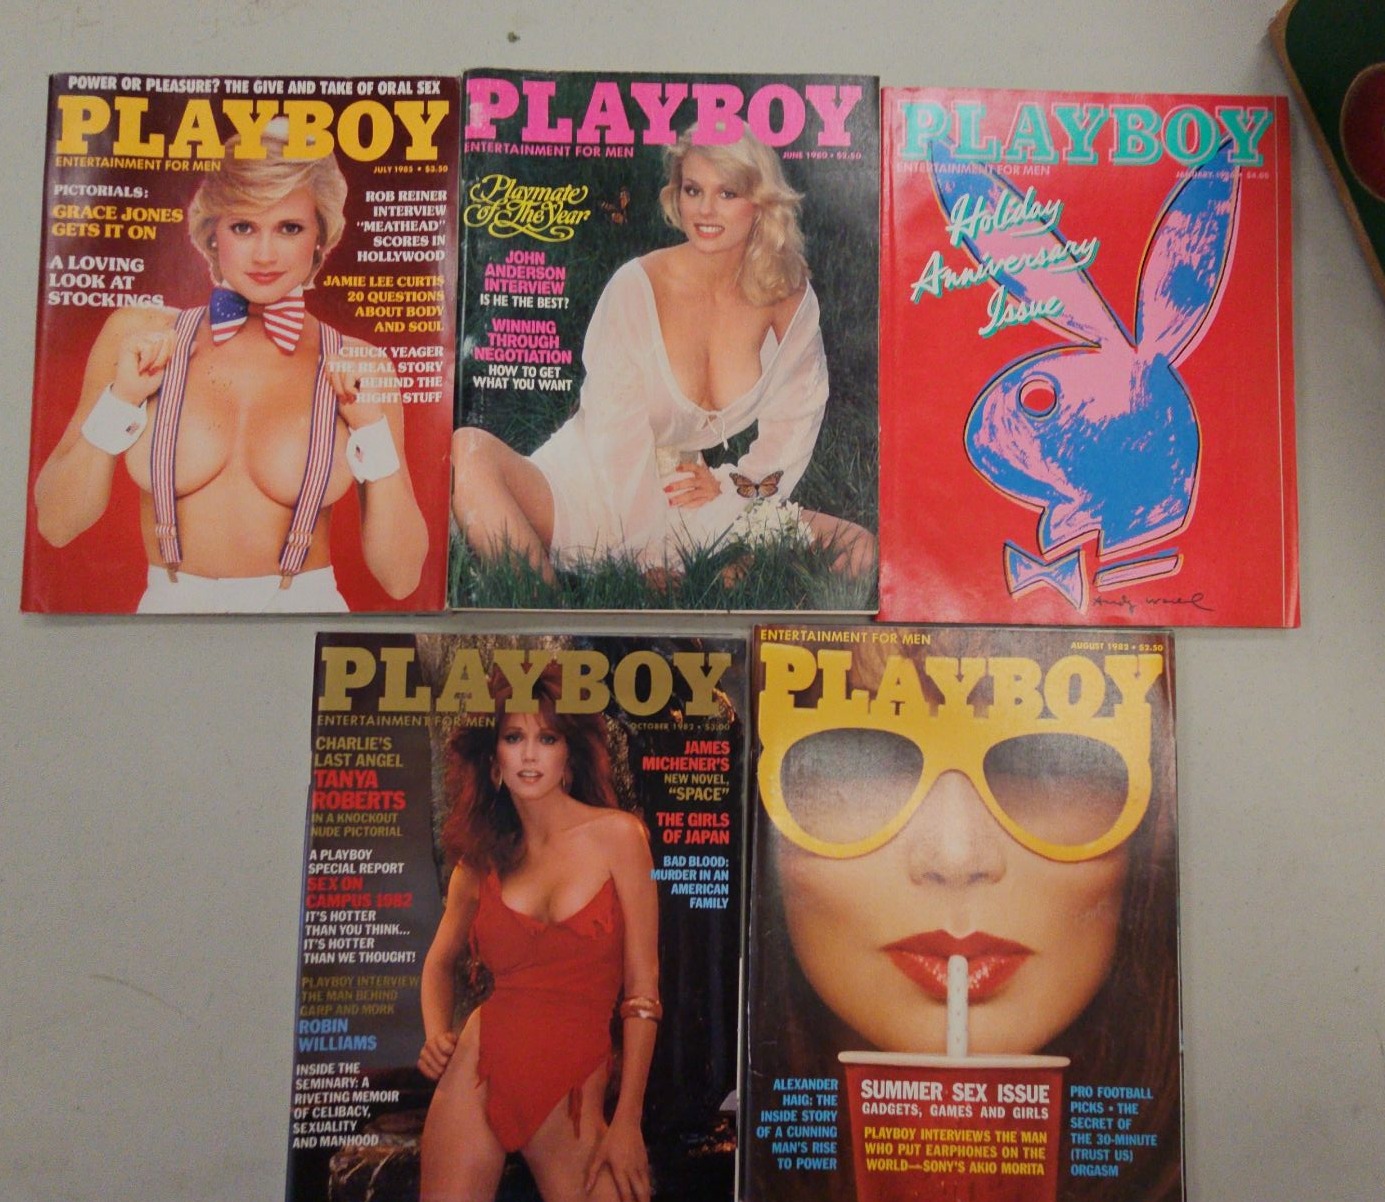 POWER OR PLEASURE? THE GIVE AND TAKE OF ORAL SEX
PLAYBOY
ENTERTAINMENT FOR MEN
JULY 1985 • $3.50
PICTORIALS:
GRACE JONES
GETS IT ON
A LOVING
LOOK AT
STOCKINGS
ROB REINER
INTERVIEW
"MEATHEAD"
SCORES IN
HOLLYWOOD
JAMIE LEE CURTIS
20 QUESTIONS
ABOUT BODY
AND SOUL
CHUCK YEAGER
THE REAL STORY
BEHIND THE
RIGHT STUFF
PLAYBOY
ENTERTAINMENT FOR MEN
JUNE 1980 • $2.50
Playmate
of The Year
JOHN
ANDERSON
INTERVIEW
IS HE THE BEST?
WINNING
THROUGH
NEGOTIATION
HOW TO GET
WHAT YOU WANT
PLAYBOY
ENTERTAINMENT FOR MEN
JANUARY
Holiday
Anniversary
Issue
Andy Warhol
PLAYBOY
ENTERTAINMENT FOR MEN
OCTOBER 1982 • $3.00
CHARLIE'S
LAST ANGEL
TANYA
ROBERTS
IN A KNOCKOUT
NUDE PICTORIAL
A PLAYBOY
SPECIAL REPORT
SEX ON
CAMPUS 1982
IT'S HOTTER
THAN YOU THINK...
IT'S HOTTER
THAN WE THOUGHT!
PLAYBOY INTERVIEW
THE MAN BEHIND
GARP AND MORK
ROBIN
WILLIAMS
INSIDE THE
SEMINARY: A
RIVETING MEMOIR
OF CELIBACY,
SEXUALITY
AND MANHOOD
JAMES
MICHENER'S
NEW NOVEL,
"SPACE"
THE GIRLS
OF JAPAN
BAD BLOOD:
MURDER IN AN
AMERICAN
FAMILY
ENTERTAINMENT FOR MEN
AUGUST 1982 • $2.50
PLAYBOY
ALEXANDER
HAIG: THE
INSIDE STORY
OF A CUNNING
MAN'S RISE
TO POWER
SUMMER SEX ISSUE
GADGETS, GAMES AND GIRLS
PLAYBOY INTERVIEWS THE MAN
WHO PUT EARPHONES ON THE
WORLD—SONY'S AKIO MORITA
PRO FOOTBALL
PICKS • THE
SECRET OF
THE 30-MINUTE
(TRUST US)
ORGASM